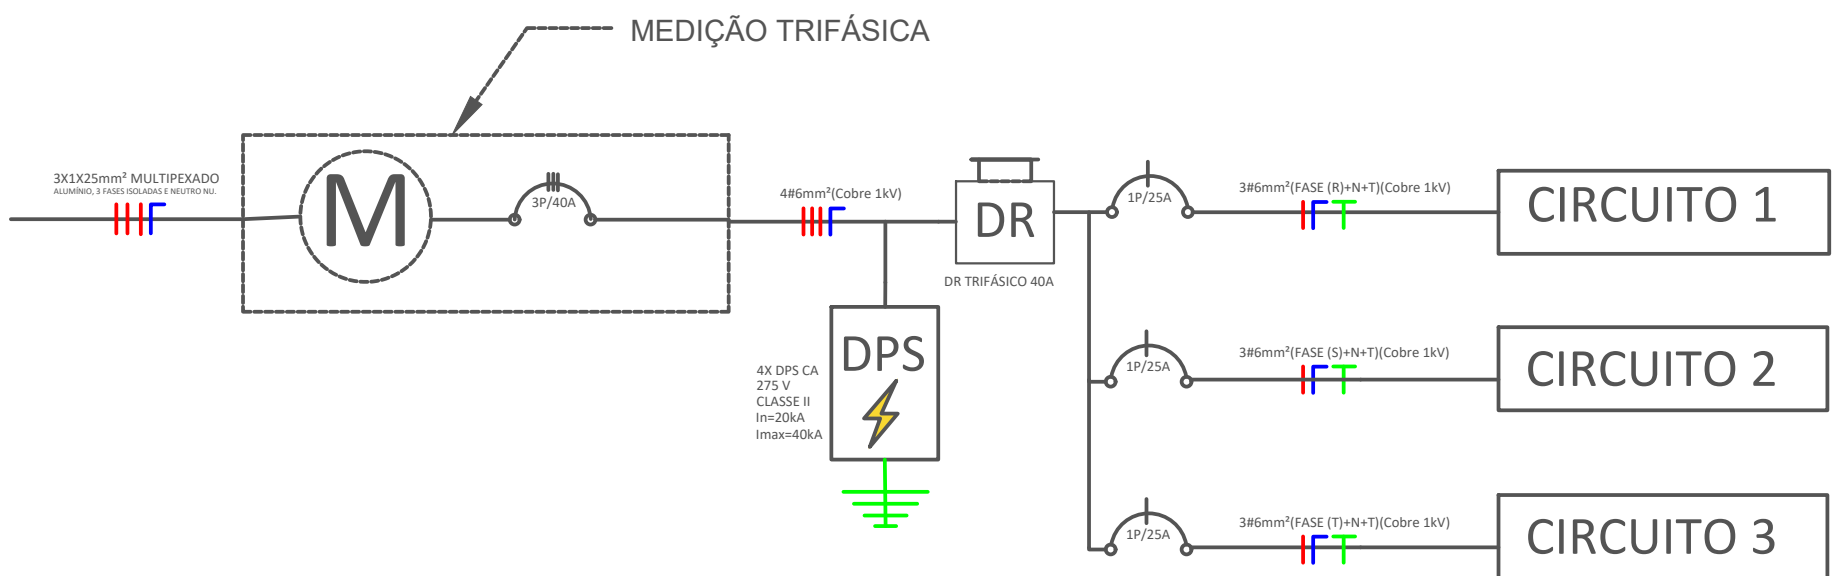 MEDIÇÃO TRIFÁSICA
3X1X25mm² MULTIPEXADO
ALUMÍNIO, 3 FASES ISOLADAS E NEUTRO NU.
M
3P/40A
4#6mm²(Cobre 1kV)
DR
DR TRIFÁSICO 40A
DPS
4X DPS CA
275 V
CLASSE II
In=20kA
Imax=40kA
1P/25A
3#6mm²(FASE (R)+N+T)(Cobre 1kV)
CIRCUITO 1
1P/25A
3#6mm²(FASE (S)+N+T)(Cobre 1kV)
CIRCUITO 2
1P/25A
3#6mm²(FASE (T)+N+T)(Cobre 1kV)
CIRCUITO 3